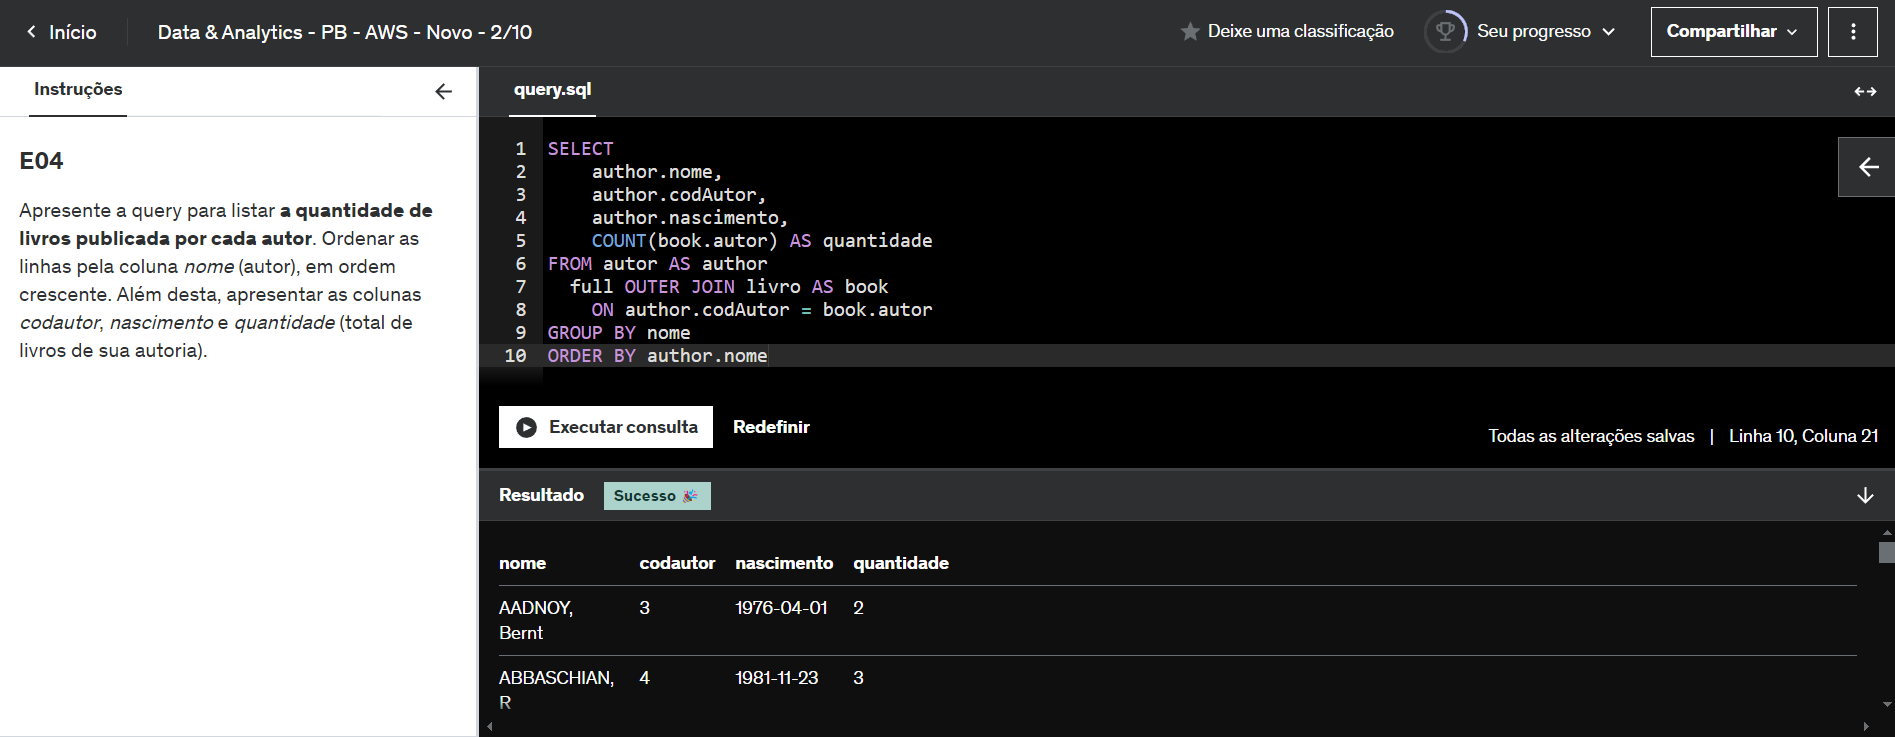 Início
Data & Analytics - PB - AWS - Novo - 2/10
Deixe uma classificação
Seu progresso
Compartilhar
Instruções
E04
Apresente a query para listar a quantidade de
livros publicada por cada autor. Ordenar as
linhas pela coluna nome (autor), em ordem
crescente. Além desta, apresentar as colunas
codautor, nascimento e quantidade (total de
livros de sua autoria).
query.sql
1 SELECT
2     author.nome,
3     author.codAutor,
4     author.nascimento,
5     COUNT(book.autor) AS quantidade
6 FROM autor AS author
7   full OUTER JOIN livro AS book
8     ON author.codAutor = book.autor
9 GROUP BY nome
10 ORDER BY author.nome
Executar consulta
Redefinir
Todas as alterações salvas | Linha 10, Coluna 21
Resultado
Sucesso
nome codautor nascimento quantidade
AADNOY, 3 1976-04-01 2
Bernt
ABBASCHIAN, 4 1981-11-23 3
R